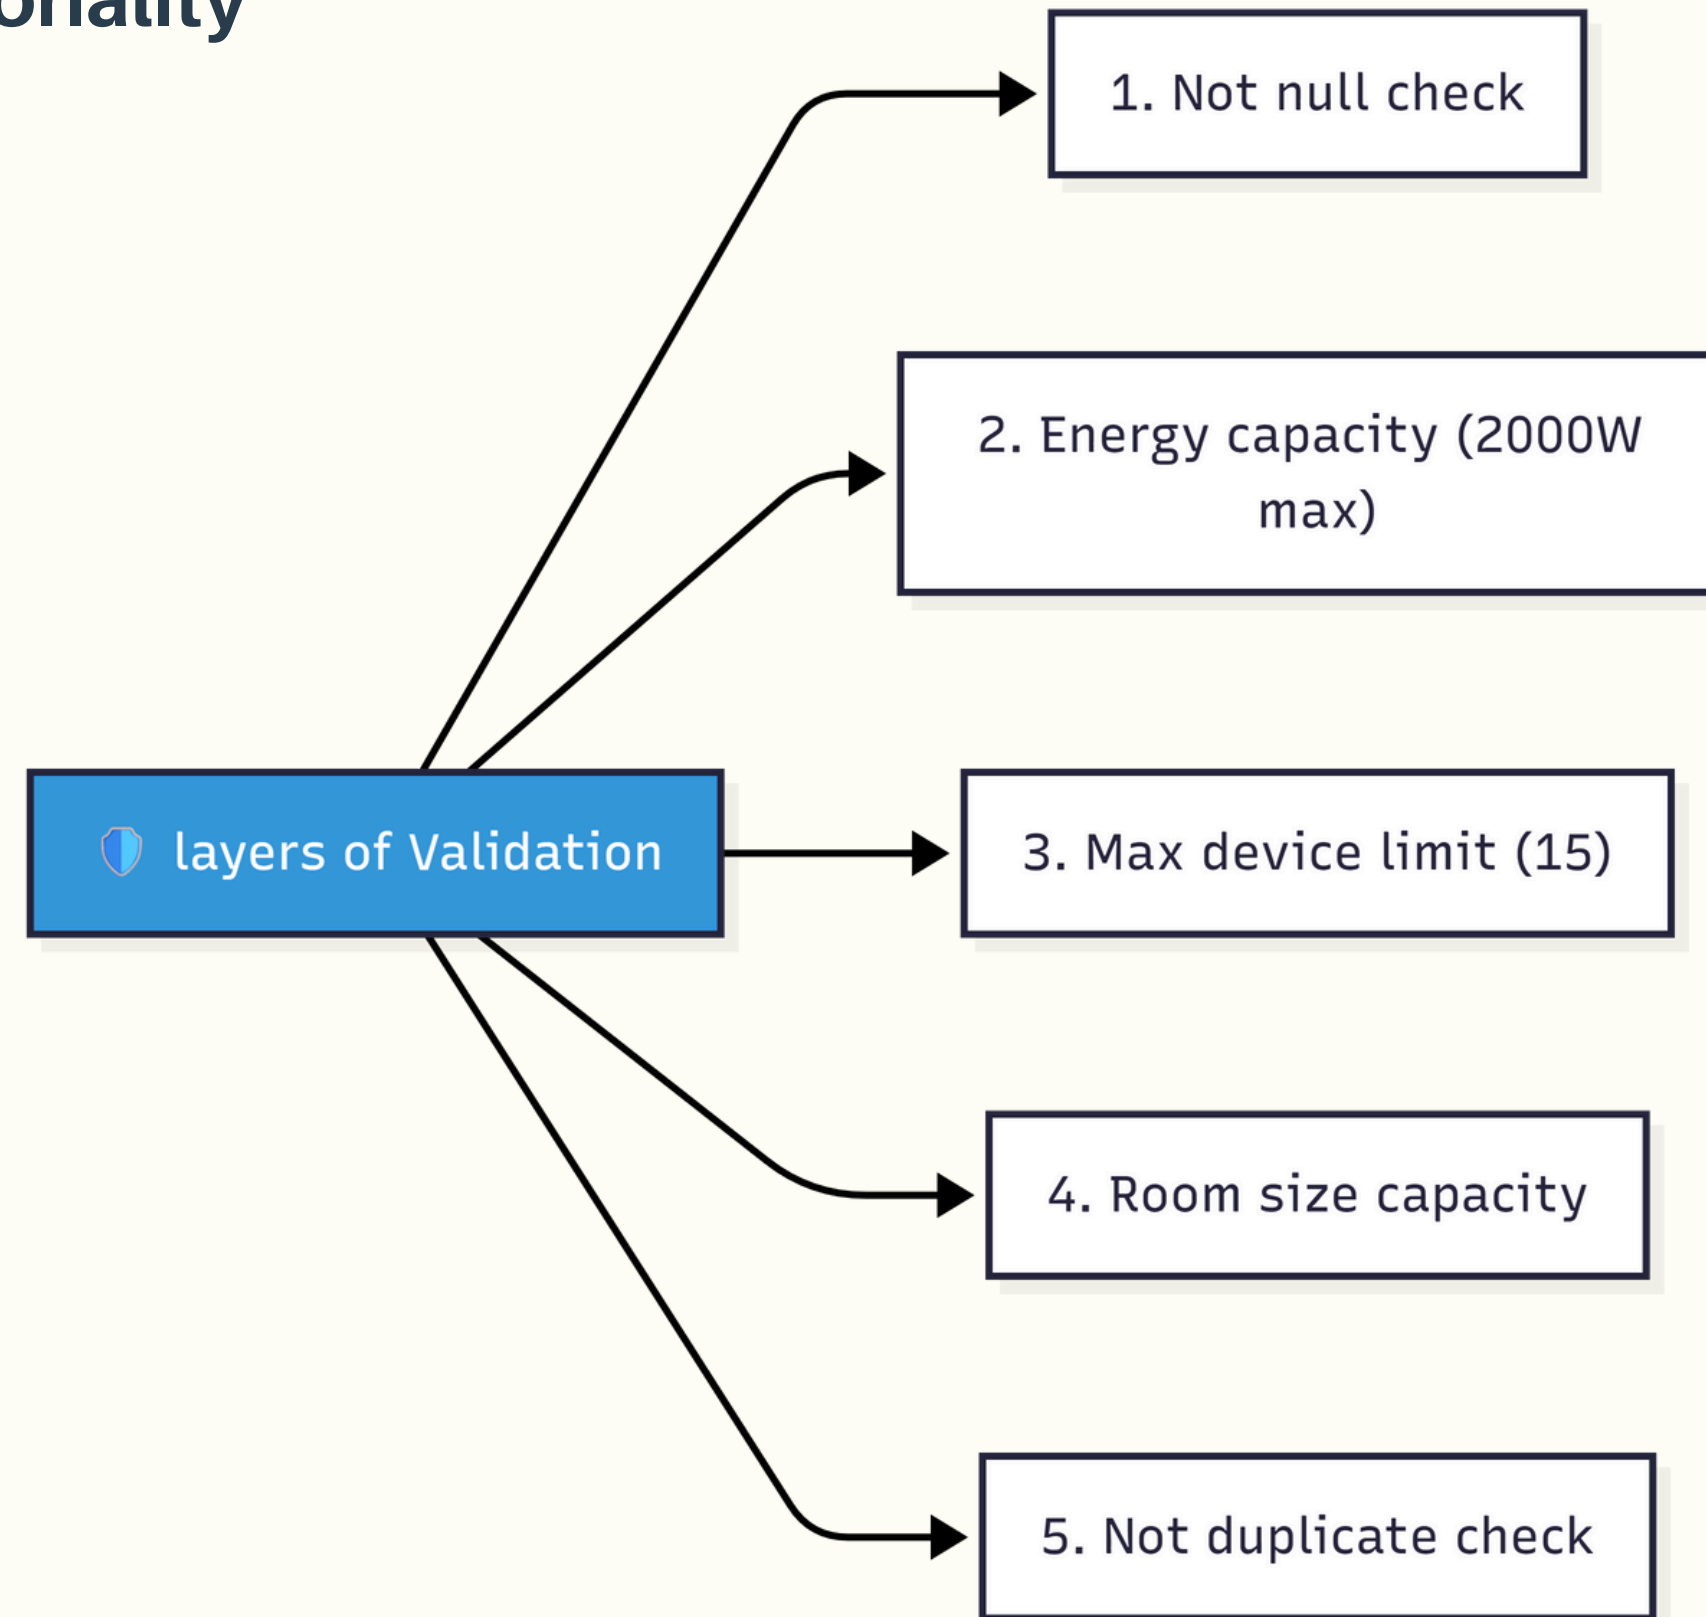 onality
1. Not null check
2. Energy capacity (2000W
max)
layers of Validation
3. Max device limit (15)
4. Room size capacity
5. Not duplicate check